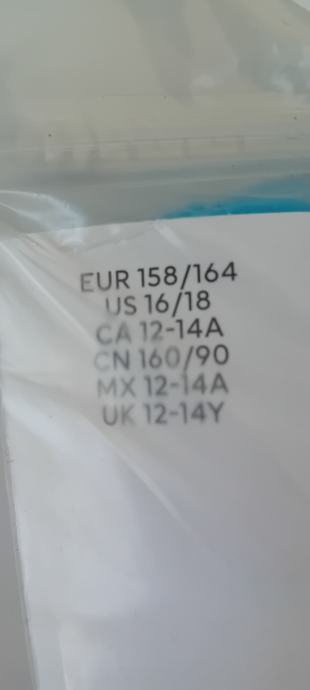 EUR 158/164
US 16/18
CA 12-14A
CN 160/90
MX 12-14A
UK 12-14Y